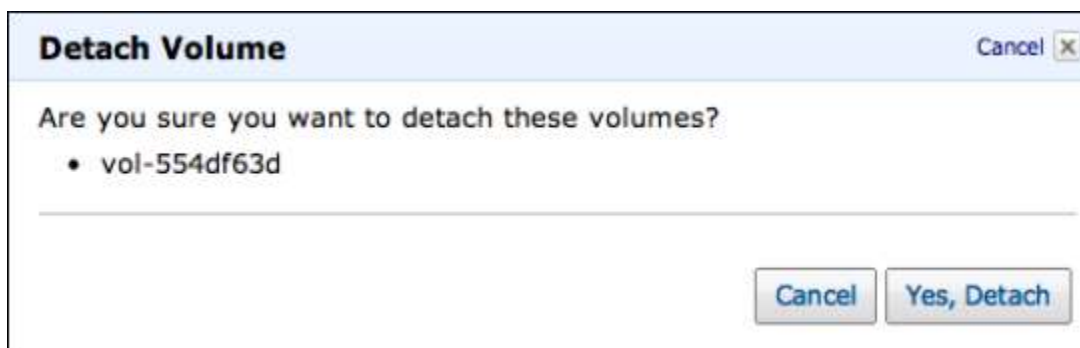 Detach Volume Cancel
Are you sure you want to detach these volumes?
• vol-554df63d
Cancel Yes, Detach